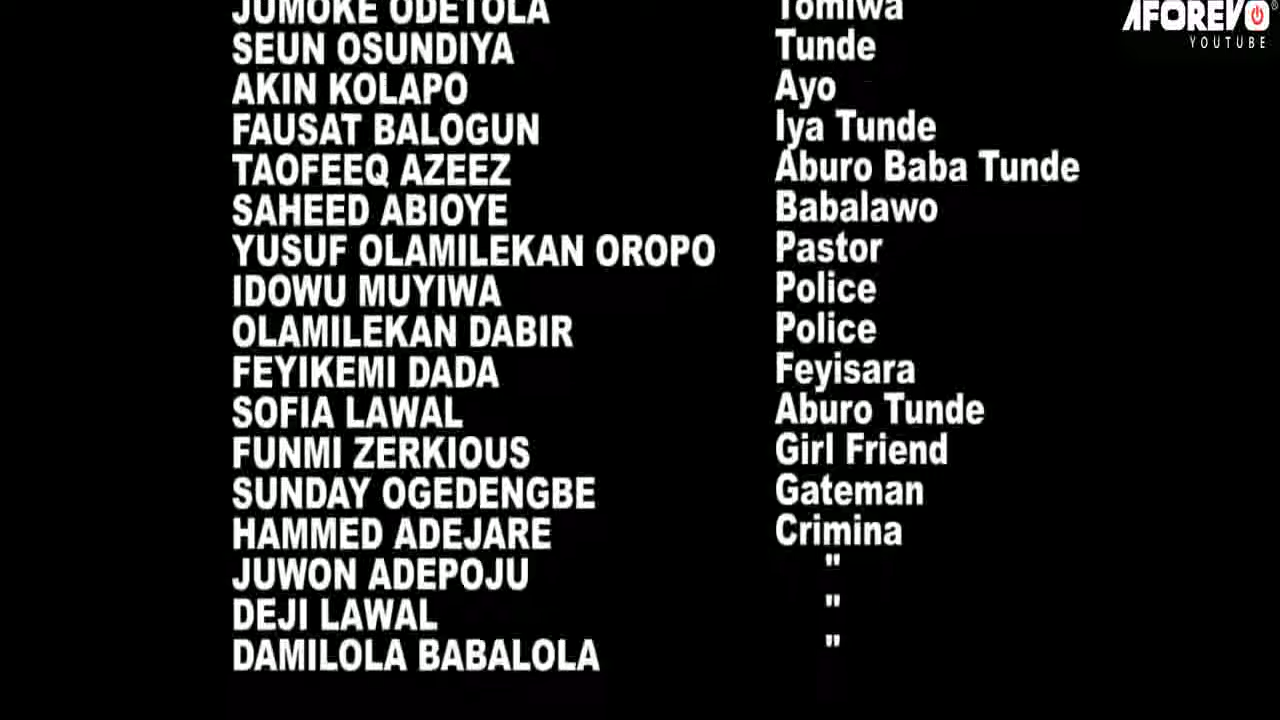 JUMOKE ODETOLA Tomiwa
SEUN OSUNDIYA Tunde
AKIN KOLAPO Ayo
FAUSAT BALOGUN Iya Tunde
TAOFEEQ AZEEZ Aburo Baba Tunde
SAHEED ABIOYE Babalawo
YUSUF OLAMILEKAN OROPO Pastor
IDOWU MUYIWA Police
OLAMILEKAN DABIR Police
FEYIKEMI DADA Feyisara
SOFIA LAWAL Aburo Tunde
FUNMI ZERKIOUS Girl Friend
SUNDAY OGEDENGBE Gateman
HAMMED ADEJARE Crimina
JUWON ADEPOJU "
DEJI LAWAL "
DAMILOLA BABALOLA "
AFOREVO®
YOUTUBE